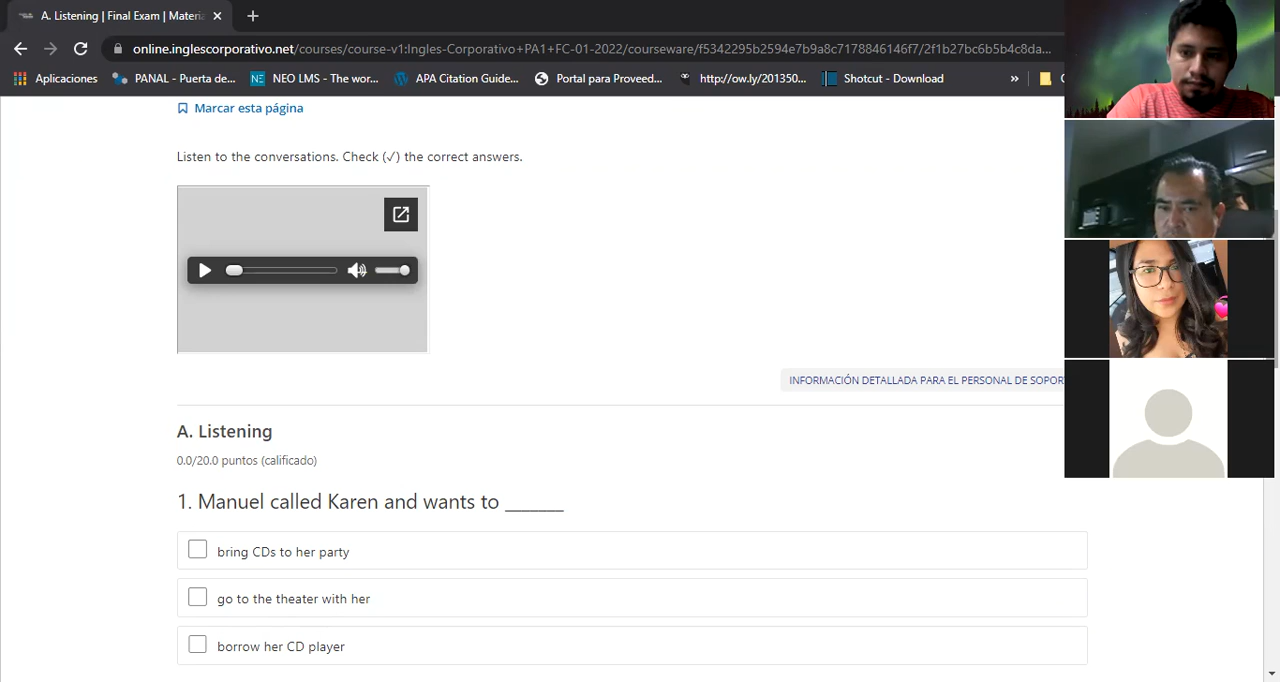 A. Listening | Final Exam | Materia
online.inglescorporativo.net/courses/course-v1:Ingles-Corporativo+PA1+FC-01-2022/courseware/f5342295b2594e7b9a8c7178846146f7/2f1b27bc6b5b4c8da...
Aplicaciones PANAL - Puerta de... NEO LMS - The wor... APA Citation Guide... Portal para Proveed... http://ow.ly/201350... Shotcut - Download »
Marcar esta página
Listen to the conversations. Check (✓) the correct answers.
INFORMACIÓN DETALLADA PARA EL PERSONAL DE SOPOR
A. Listening
0.0/20.0 puntos (calificado)
1. Manuel called Karen and wants to _______
bring CDs to her party
go to the theater with her
borrow her CD player